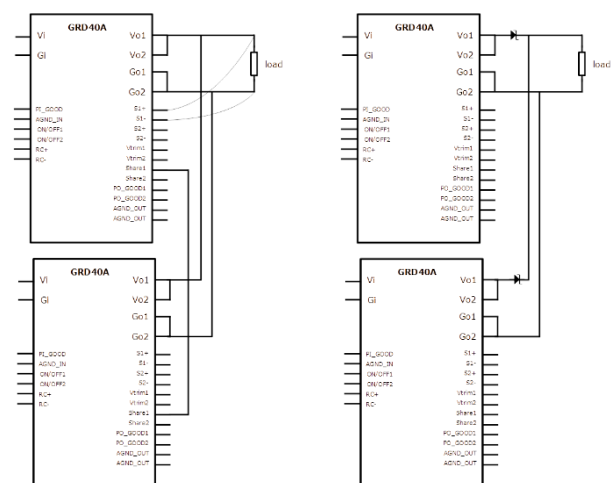 GRD40A
Vi
Vo1
GI
Vo2
Go1
Go2
load
PI_GOOD
AGND_IN
ON/OFF1
ON/OFF2
RC+
RC-
S1+
S1-
S2+
S2-
Vtrim1
Vtrim2
Share1
Share2
PO_GOOD1
PO_GOOD2
AGND_OUT
AGND_OUT
GRD40A
Vi
Vo1
GI
Vo2
Go1
Go2
PI_GOOD
AGND_IN
ON/OFF1
ON/OFF2
RC+
RC-
S1+
S1-
S2+
S2-
Vtrim1
Vtrim2
Share1
Share2
PO_GOOD1
PO_GOOD2
AGND_OUT
AGND_OUT
GRD40A
Vi
Vo1
GI
Vo2
Go1
Go2
load
PI_GOOD
AGND_IN
ON/OFF1
ON/OFF2
RC+
RC-
S1+
S1-
S2+
S2-
Vtrim1
Vtrim2
Share1
Share2
PO_GOOD1
PO_GOOD2
AGND_OUT
AGND_OUT
GRD40A
Vi
Vo1
GI
Vo2
Go1
Go2
PI_GOOD
AGND_IN
ON/OFF1
ON/OFF2
RC+
RC-
S1+
S1-
S2+
S2-
Vtrim1
Vtrim2
Share1
Share2
PO_GOOD1
PO_GOOD2
AGND_OUT
AGND_OUT